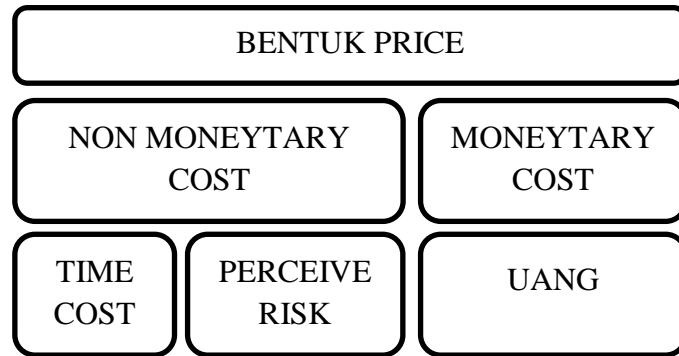 BENTUK PRICE
NON MONEYTARY
COST
MONEYTARY
COST
TIME
COST
PERCEIVE
RISK
UANG